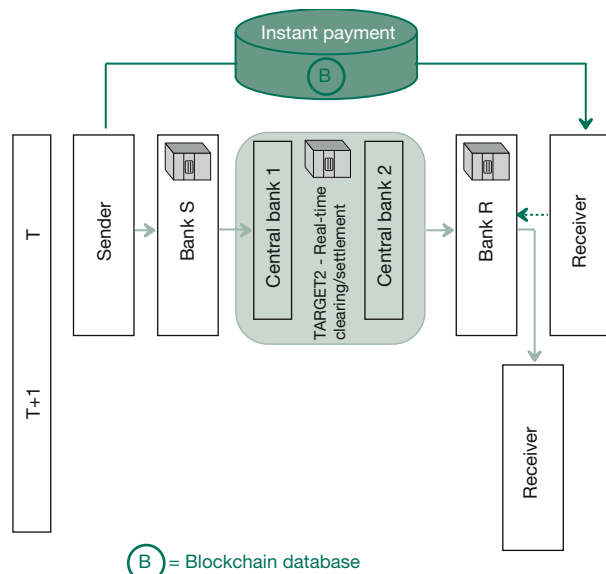 Instant payment
B
T
Sender
Bank S
Central bank 1
TARGET2 - Real-time
clearing/settlement
Central bank 2
Bank R
Receiver
T+1
Receiver
B = Blockchain database